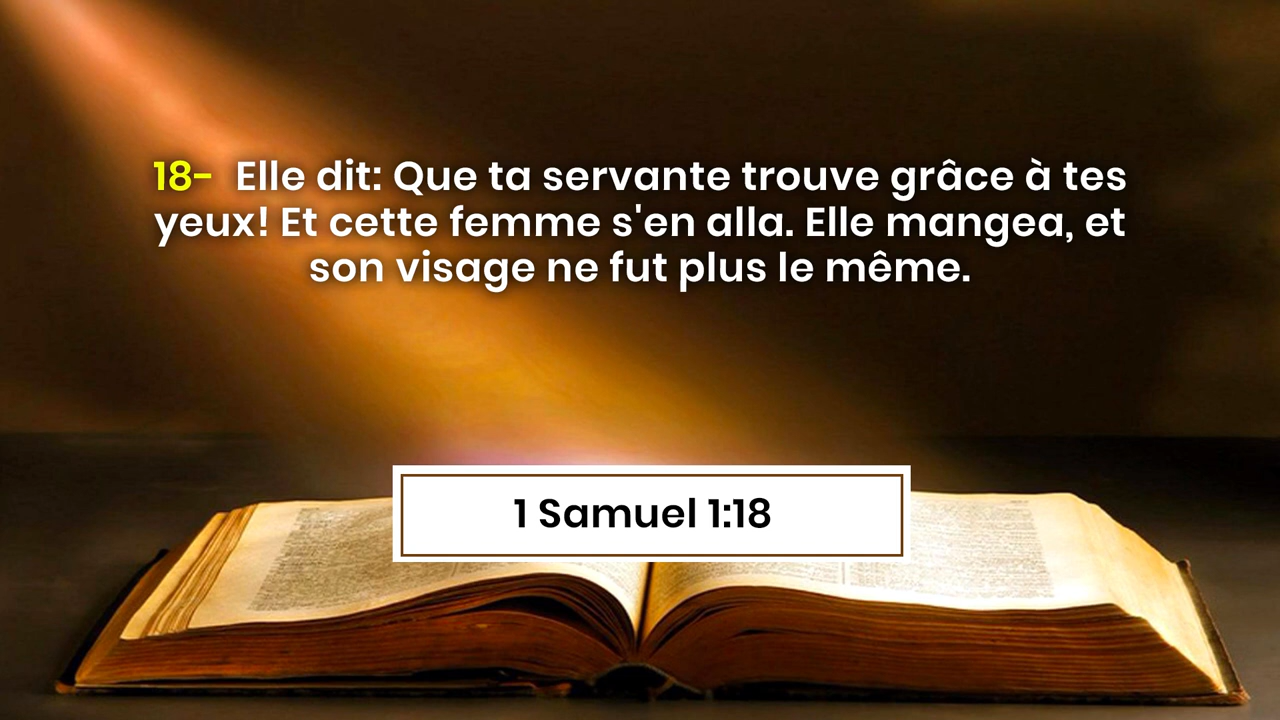 18- Elle dit: Que ta servante trouve grâce à tes
yeux! Et cette femme s'en alla. Elle mangea, et
son visage ne fut plus le même.
1 Samuel 1:18